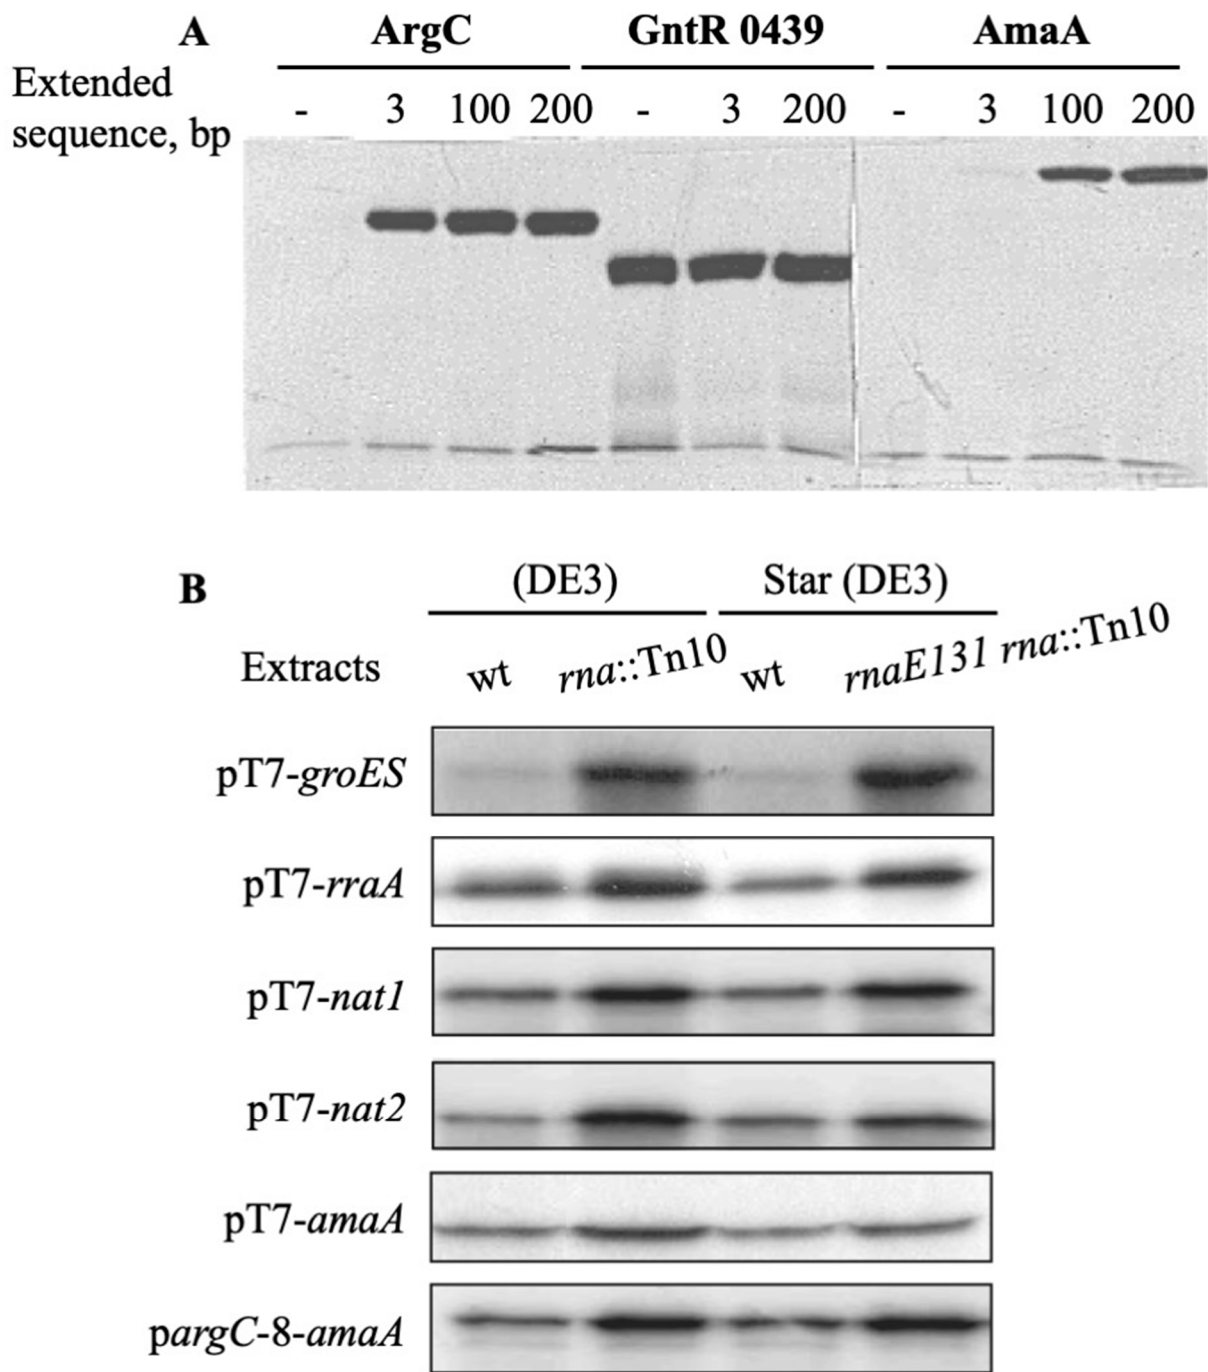 A ArgC GntR 0439 AmaA
Extended
sequence, bp - 3 100 200 - 3 200 - 3 100 200
B (DE3) Star (DE3)
Extracts wt rna::Tn10 wt rnaE131 rna::Tn10
pT7-groES
pT7-rraA
pT7-nat1
pT7-nat2
pT7-amaA
pargC-8-amaA